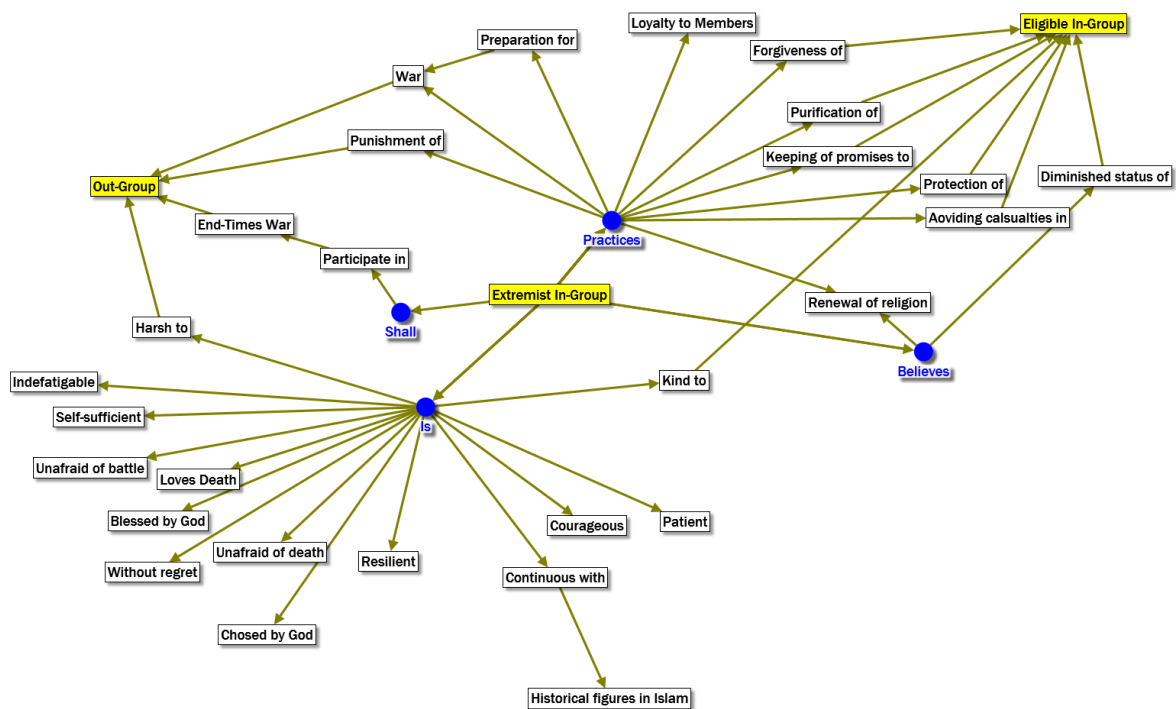 Loyalty to Members
Eligible In-Group
Preparation for
Forgiveness of
War
Purification of
Punishment of
Keeping of promises to
Out-Group
Protection of
Diminished status of
End-Times War
Aoviding calsualties in
Practices
Participate in
Extremist In-Group
Renewal of religion
Harsh to
Shall
Believes
Indefatigable
Kind to
Self-sufficient
Is
Unafraid of battle
Loves Death
Blessed by God
Courageous
Patient
Without regret
Unafraid of death
Resilient
Continuous with
Chosed by God
Historical figures in Islam